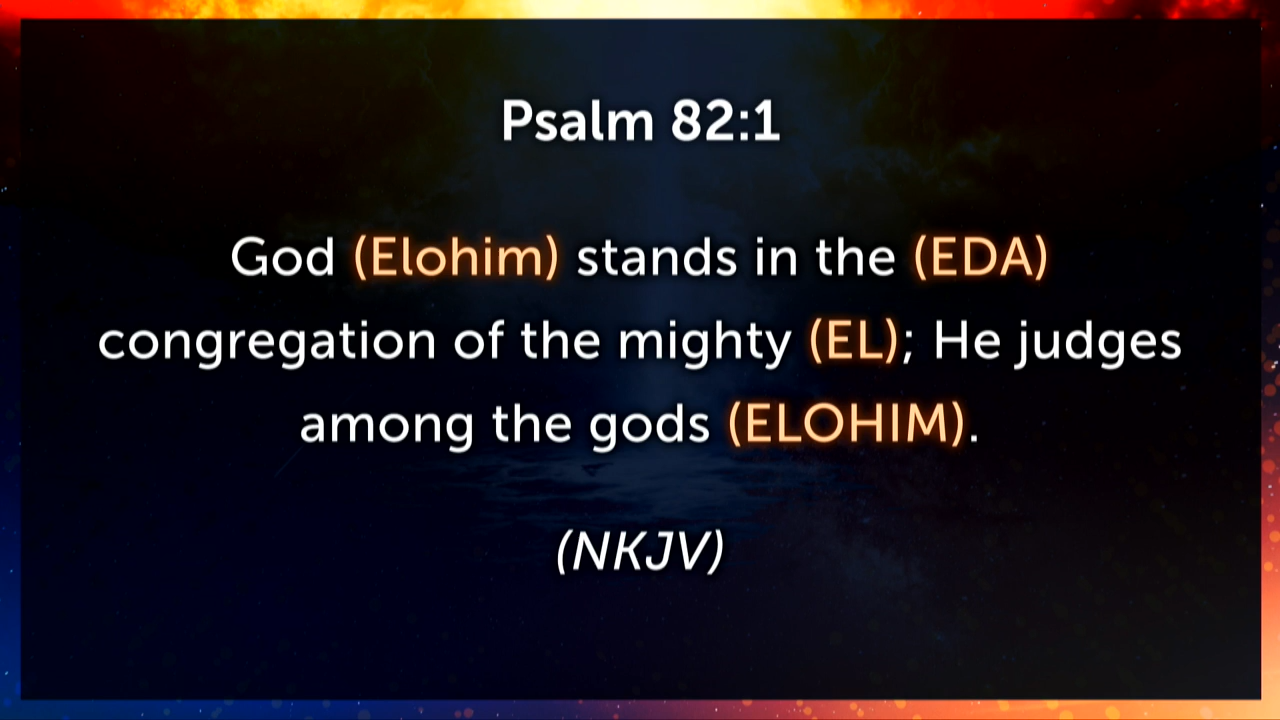 Psalm 82:1
God (Elohim) stands in the (EDA)
congregation of the mighty (EL); He judges
among the gods (ELOHIM).
(NKJV)